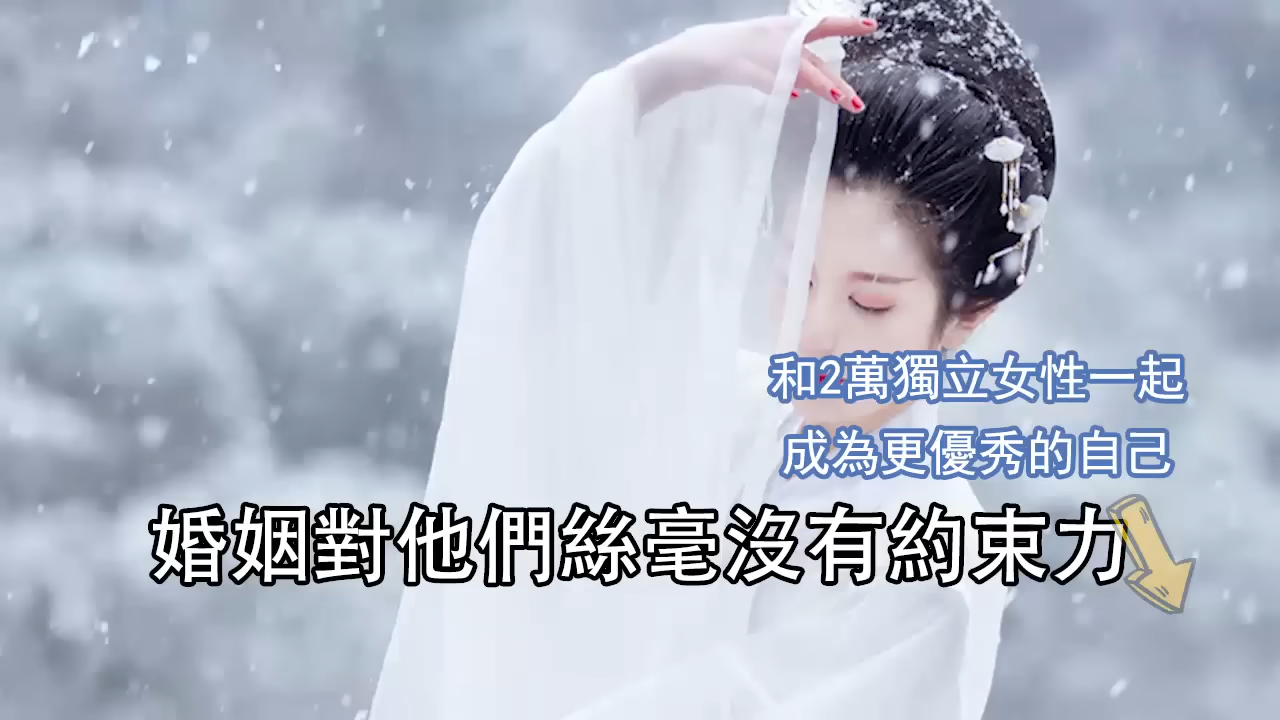 和2萬獨立女性一起
成為更優秀的自己
婚姻對他們絲毫沒有約束力